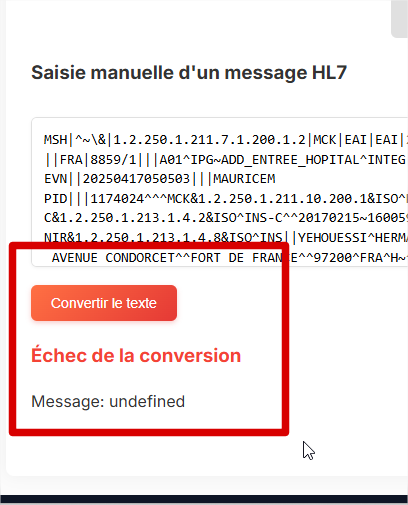 Saisie manuelle d'un message HL7
MSH|^~\&|1.2.250.1.211.7.1.200.1.2|MCK|EAI|EAI|
||FRA|8859/1|||A01^IPG~ADD_ENTREE_HOPITAL^INTEG
EVN||20250417050503|||MAURICEM
PID|||1174024^^^MCK&1.2.250.1.211.10.200.1&ISO^
C&1.2.250.1.213.1.4.2&ISO^INS-C^^20170215~16005
NIR&1.2.250.1.213.1.4.8&ISO^INS||YEHOUESSI^HERM
AVENUE CONDORCET^^FORT DE FRANCE^^97200^FRA^H~
Convertir le texte
Échec de la conversion
Message: undefined